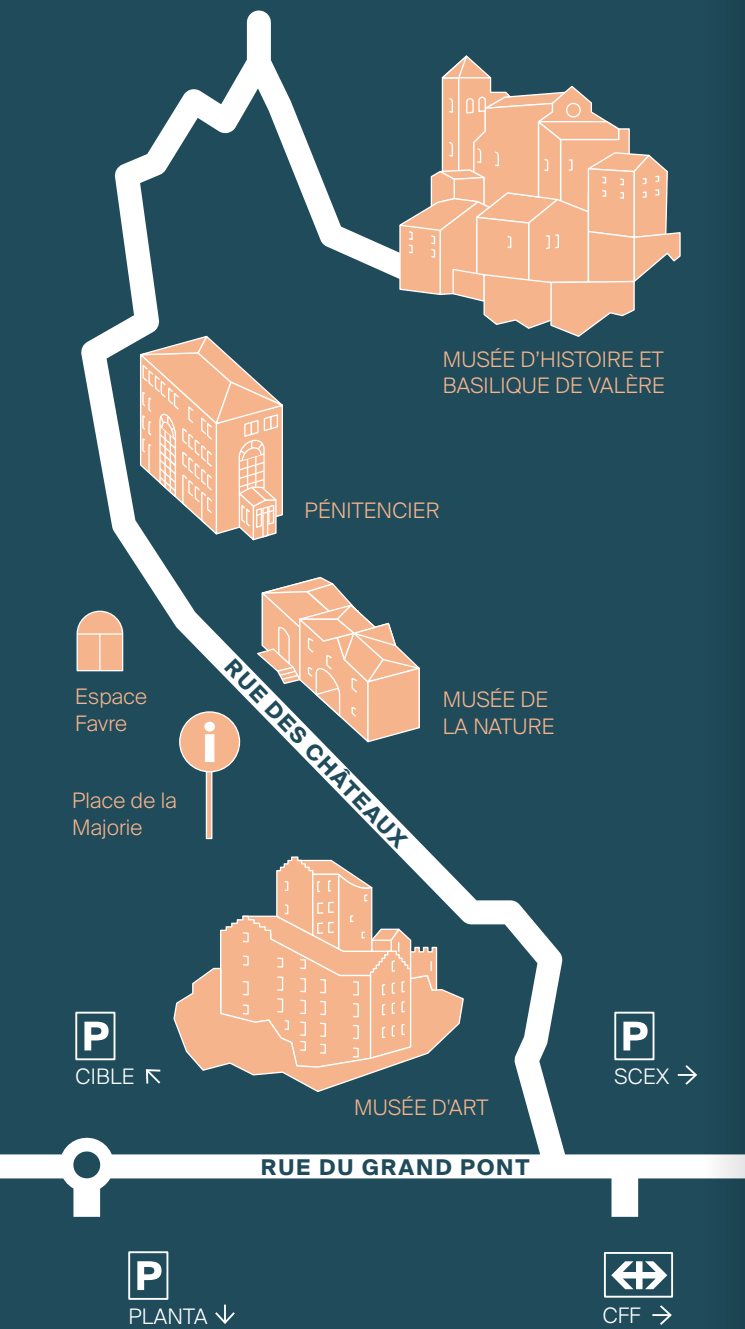 MUSÉE D'HISTOIRE ET
BASILIQUE DE VALÈRE
PÉNITENCIER
MUSÉE DE
LA NATURE
RUE DES CHÂTEAUX
Espace
Favre
i
Place de la
Majorie
P
CIBLE ↖
P
SCEX →
MUSÉE D'ART
RUE DU GRAND PONT
P
PLANTA ↓
CFF →